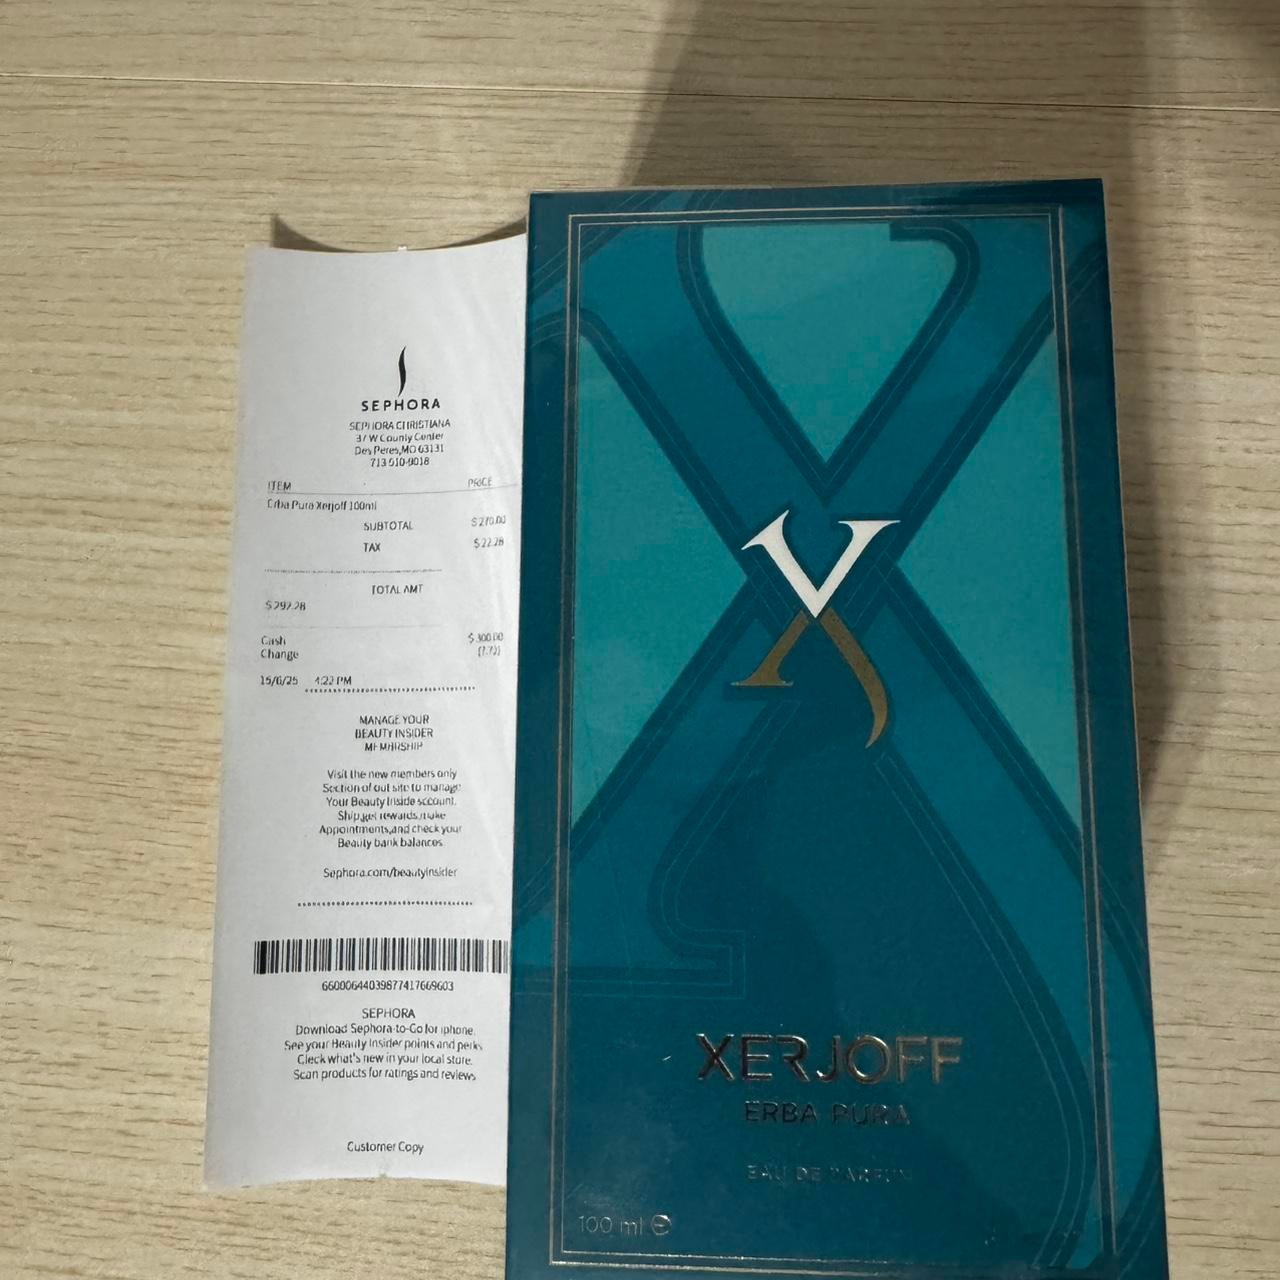 SEPHORA
SEPHORA CHRISTIANA
37 W County Center
Des Peres,MO 63131
713 510-9018
ITEM PRICE
Erba Pura Xerjoff 100ml
SUBTOTAL $270.00
TAX $22.28
TOTAL AMT
$292.28
Cash $300.00
Change (7.72)
15/6/25 4:22 PM
MANAGE YOUR
BEAUTY INSIDER
MEMBRSHIP
Visit the new members only
Section of out site to manage
Your Beauty Inside sccount.
Ship,get rewards,make
Appointments,and check your
Beauty bank balances.
Sephora.com/beautyinsider
66000644039877417669603
SEPHORA
Download Sephora-to-Go for iphone.
See your Beauty Insider points and perks
Cleck what's new in your local store.
Scan products for ratings and reviews
Customer Copy
XERJOFF
ERBA PURA
EAU DE PARFUM
100 ml e